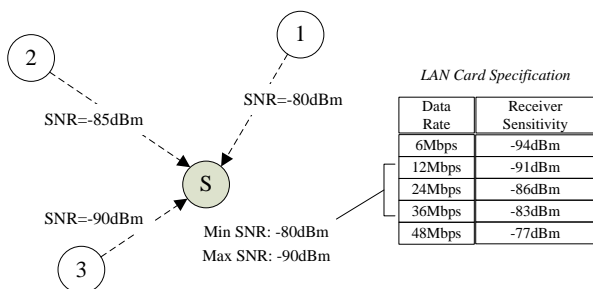 1
2
LAN Card Specification
SNR=-80dBm
SNR=-85dBm
Data Rate Receiver Sensitivity
6Mbps -94dBm
12Mbps -91dBm
S
24Mbps -86dBm
SNR=-90dBm
36Mbps -83dBm
Min SNR: -80dBm
48Mbps -77dBm
Max SNR: -90dBm
3